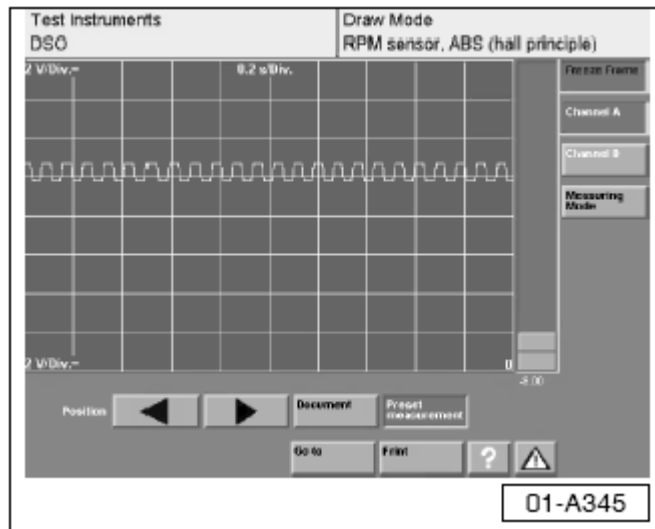 Test Instruments
DSO
Draw Mode
RPM sensor, ABS (hall principle)
2 V/Div.=
0.2 s/Div.
Freeze Frame
Channel A
Channel B
Measuring
Mode
2 V/Div.=
0
-8.00
Position
Document
Preset
measurement
Go to
Print
?
01-A345